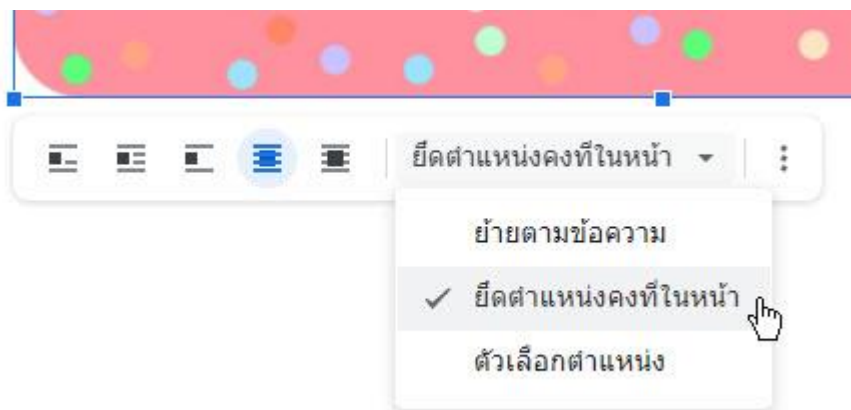 ยึดตำแหน่งคงที่ในหน้า
ย้ายตามข้อความ
ยึดตำแหน่งคงที่ในหน้า
ตัวเลือกตำแหน่ง